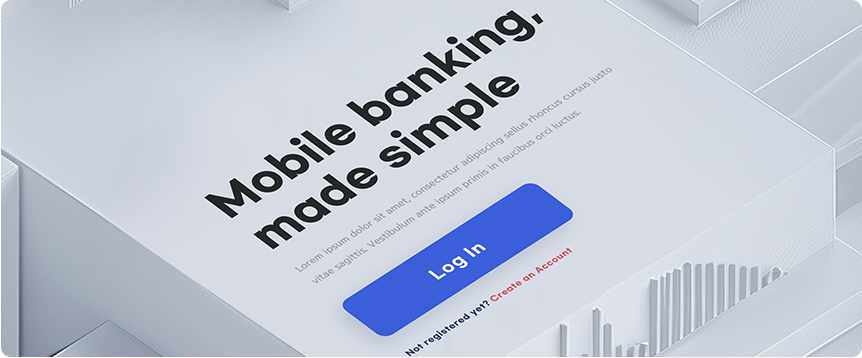 Mobile banking,
made simple
Lorem ipsum dolor sit amet, consectetur adipiscing sellus rhoncus cursus justo
vitae sagittis. Vestibulum ante ipsum primis in faucibus orci luctus.
Log In
Not registered yet? Create an Account